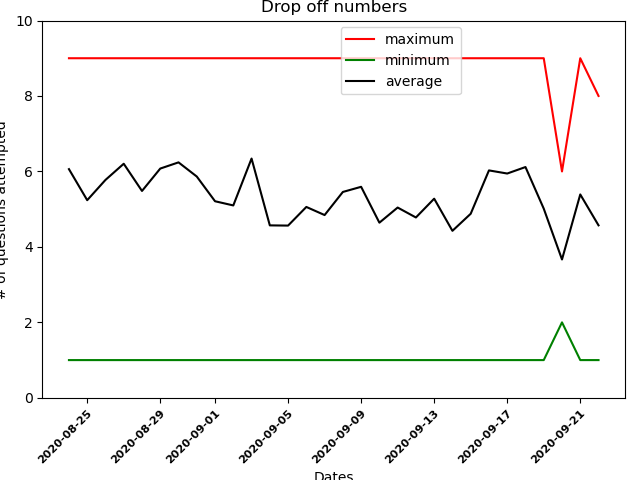 Drop off numbers
maximum
minimum
average
# of questions attempted
10
8
6
4
2
0
2020-08-25
2020-08-29
2020-09-01
2020-09-05
2020-09-09
2020-09-13
2020-09-17
2020-09-21
Dates